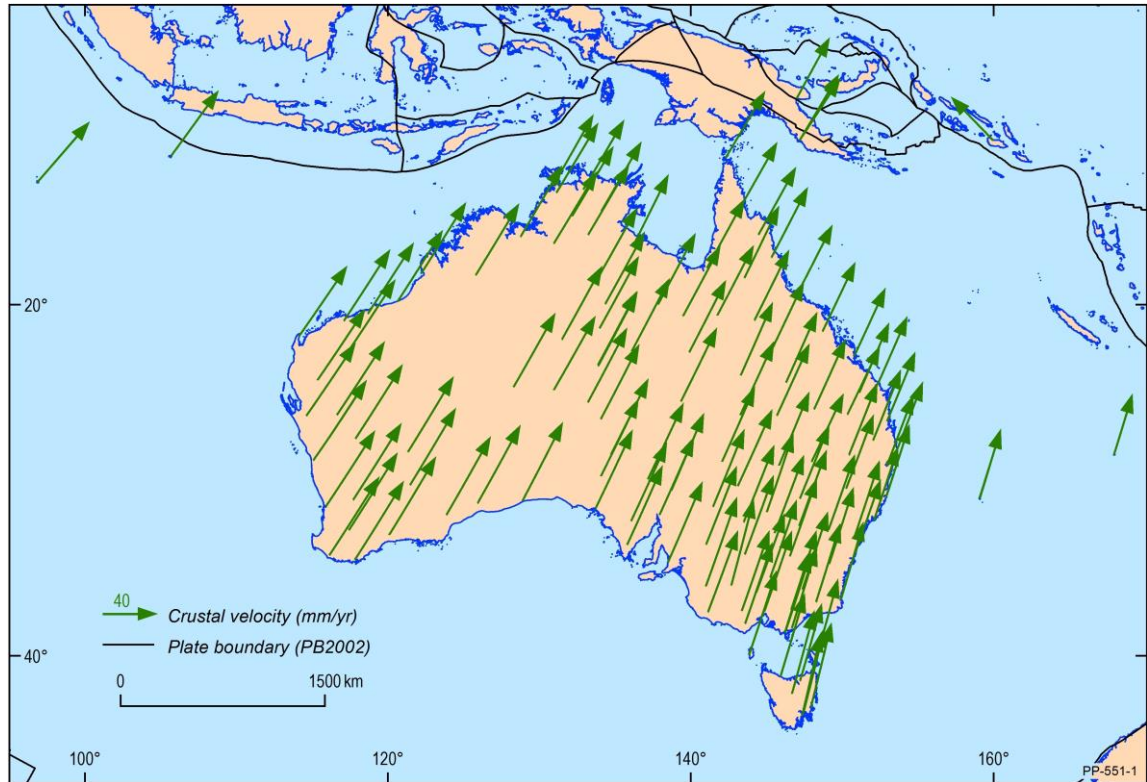 20°
40
Crustal velocity (mm/yr)
Plate boundary (PB2002)
40°
0 1500 km
100° 120° 140° 160°
PP-551-1